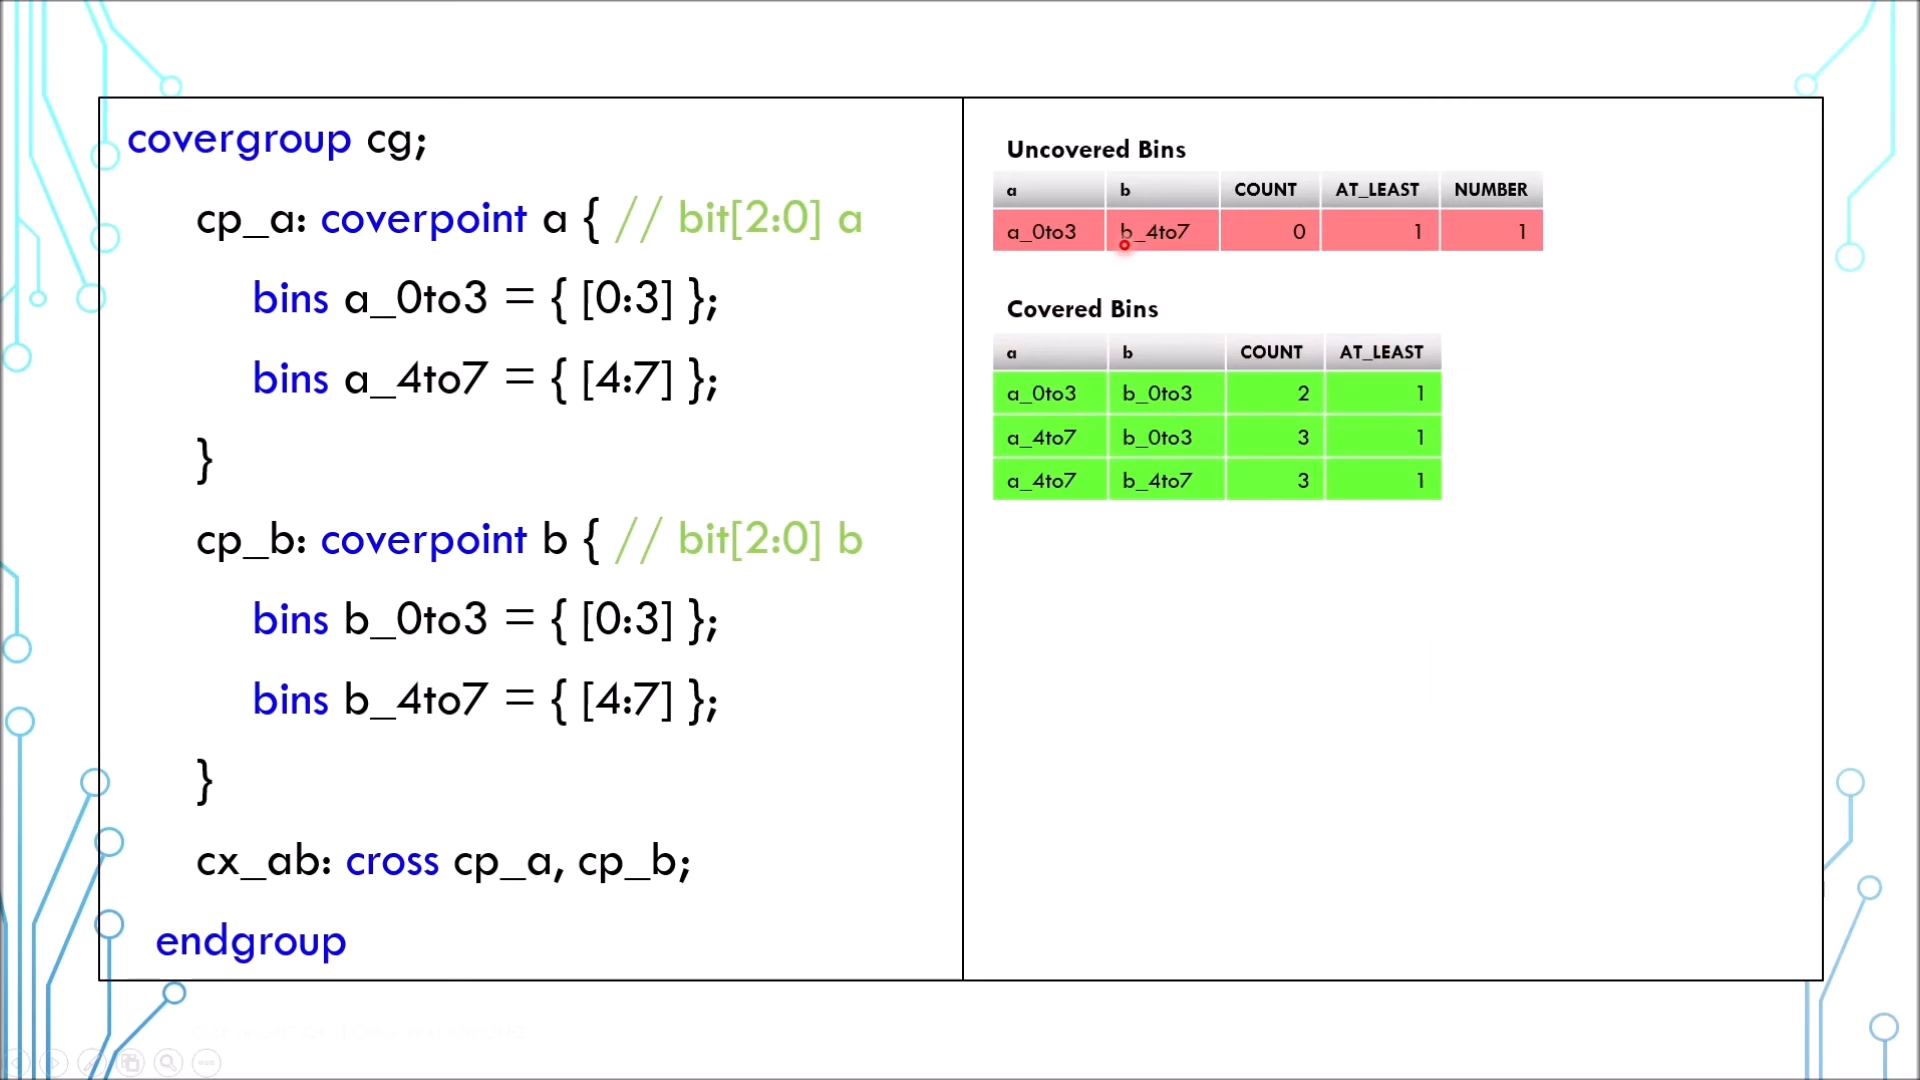 covergroup cg;
cp_a: coverpoint a { // bit[2:0] a
bins a_0to3 = { [0:3] };
bins a_4to7 = { [4:7] };
}
cp_b: coverpoint b { // bit[2:0] b
bins b_0to3 = { [0:3] };
bins b_4to7 = { [4:7] };
}
cx_ab: cross cp_a, cp_b;
endgroup
Uncovered Bins
a b COUNT AT_LEAST NUMBER
a_0to3 b_4to7 0 1 1
Covered Bins
a b COUNT AT_LEAST
a_0to3 b_0to3 2 1
a_4to7 b_0to3 3 1
a_4to7 b_4to7 3 1